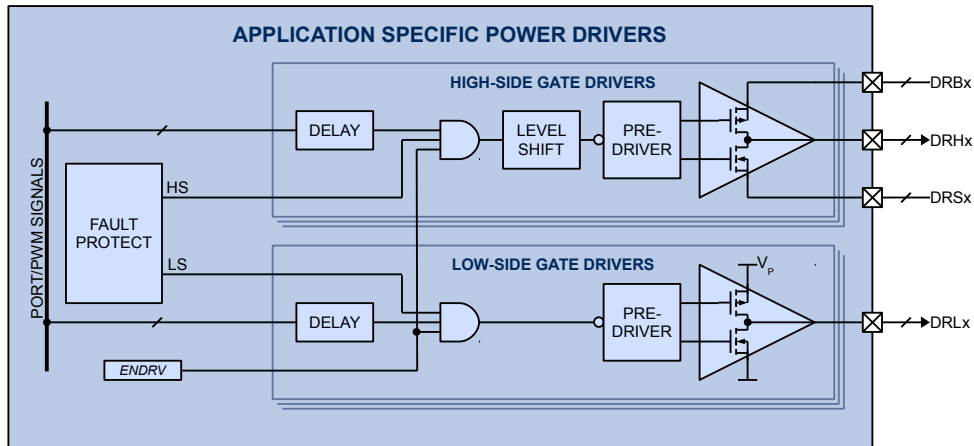 APPLICATION SPECIFIC POWER DRIVERS
HIGH-SIDE GATE DRIVERS
DRBx
DELAY
LEVEL
SHIFT
PRE-
DRIVER
DRHx
HS
DRSx
PORT/PWM SIGNALS
FAULT
PROTECT
LS
LOW-SIDE GATE DRIVERS
VP
DELAY
PRE-
DRIVER
DRLx
ENDRV